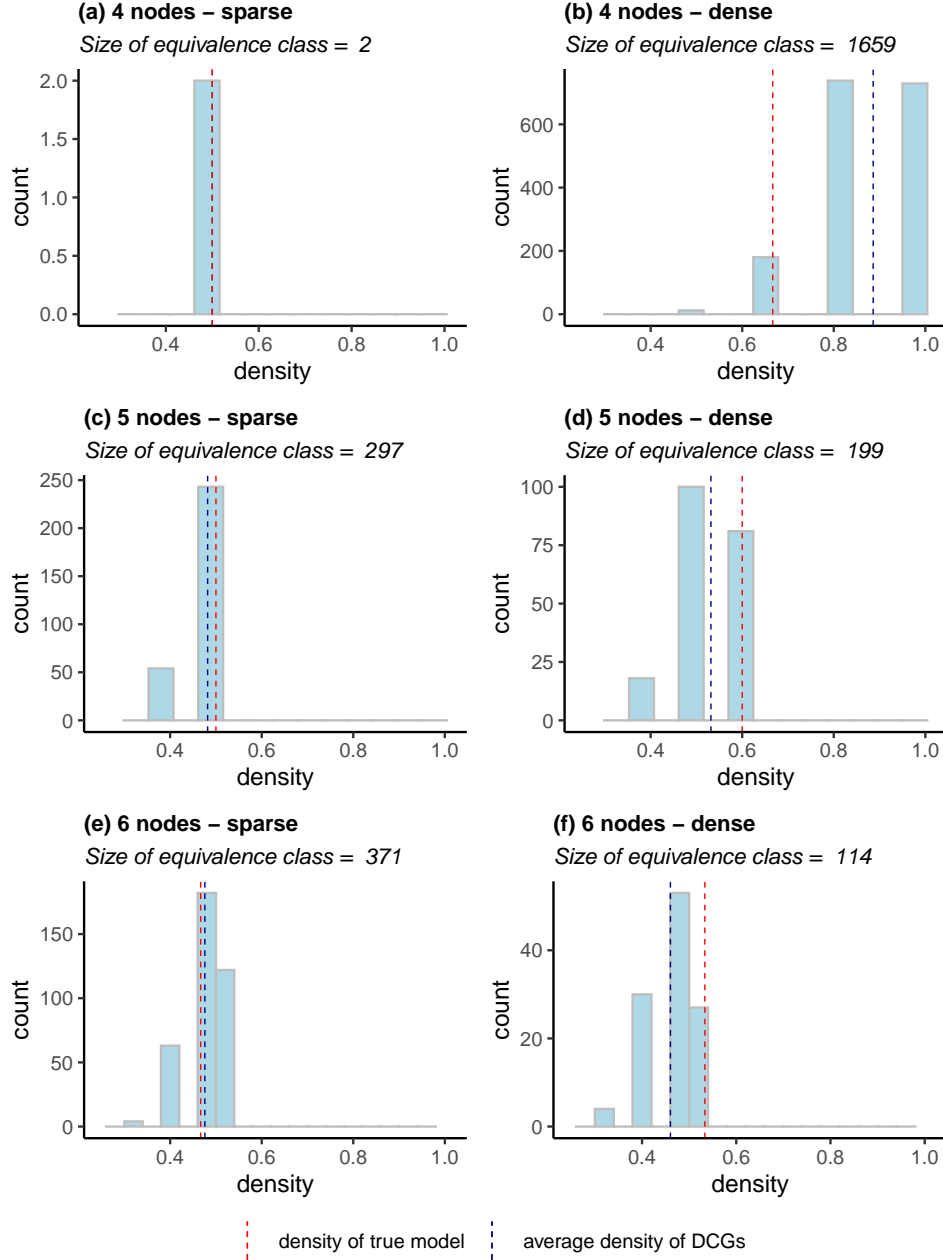 (a) 4 nodes – sparse
Size of equivalence class = 2
2.0
1.5
1.0
0.5
0.0
count
0.4 0.6 0.8 1.0
density
(b) 4 nodes – dense
Size of equivalence class = 1659
600
400
200
0
count
0.4 0.6 0.8 1.0
density
(c) 5 nodes – sparse
Size of equivalence class = 297
250
200
150
100
50
0
count
0.4 0.6 0.8 1.0
density
(d) 5 nodes – dense
Size of equivalence class = 199
100
75
50
25
0
count
0.4 0.6 0.8 1.0
density
(e) 6 nodes – sparse
Size of equivalence class = 371
150
100
50
0
count
0.4 0.6 0.8 1.0
density
(f) 6 nodes – dense
Size of equivalence class = 114
40
20
0
count
0.4 0.6 0.8 1.0
density
density of true model average density of DCGs